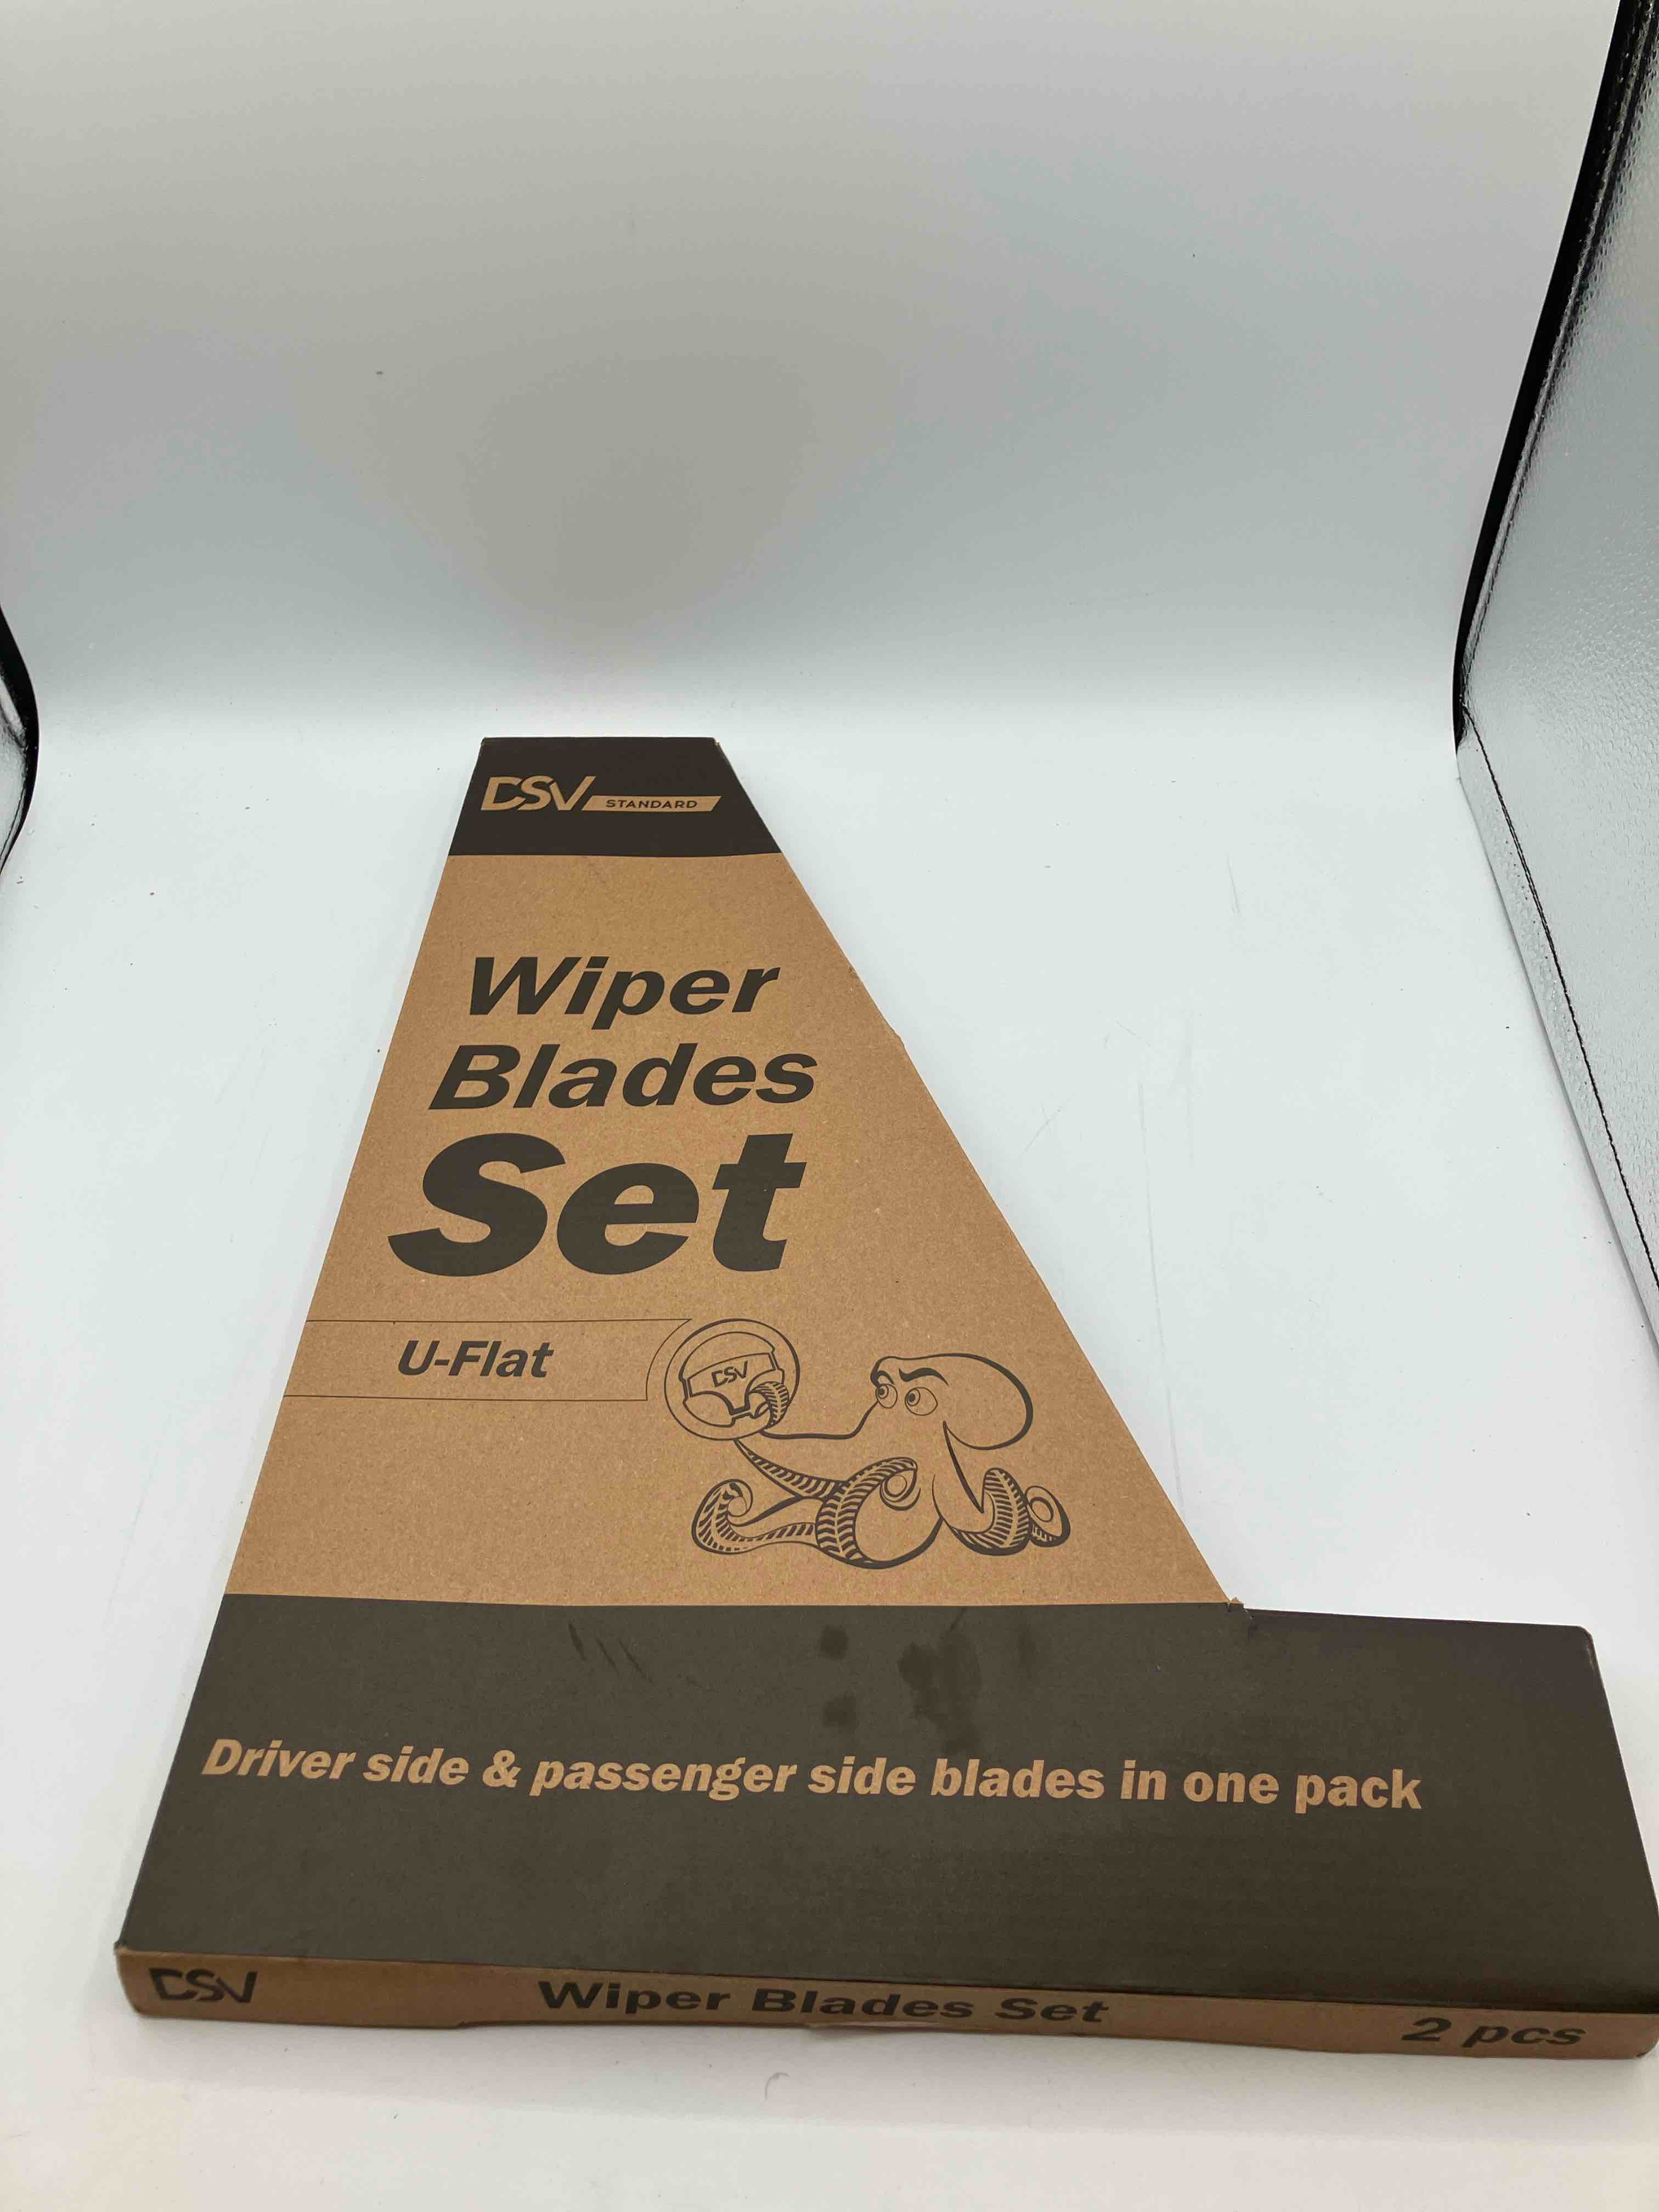 DSV STANDARD
Wiper
Blades
Set
U-Flat
DSV
Driver side & passenger side blades in one pack
DSV Wiper Blades Set 2 pcs